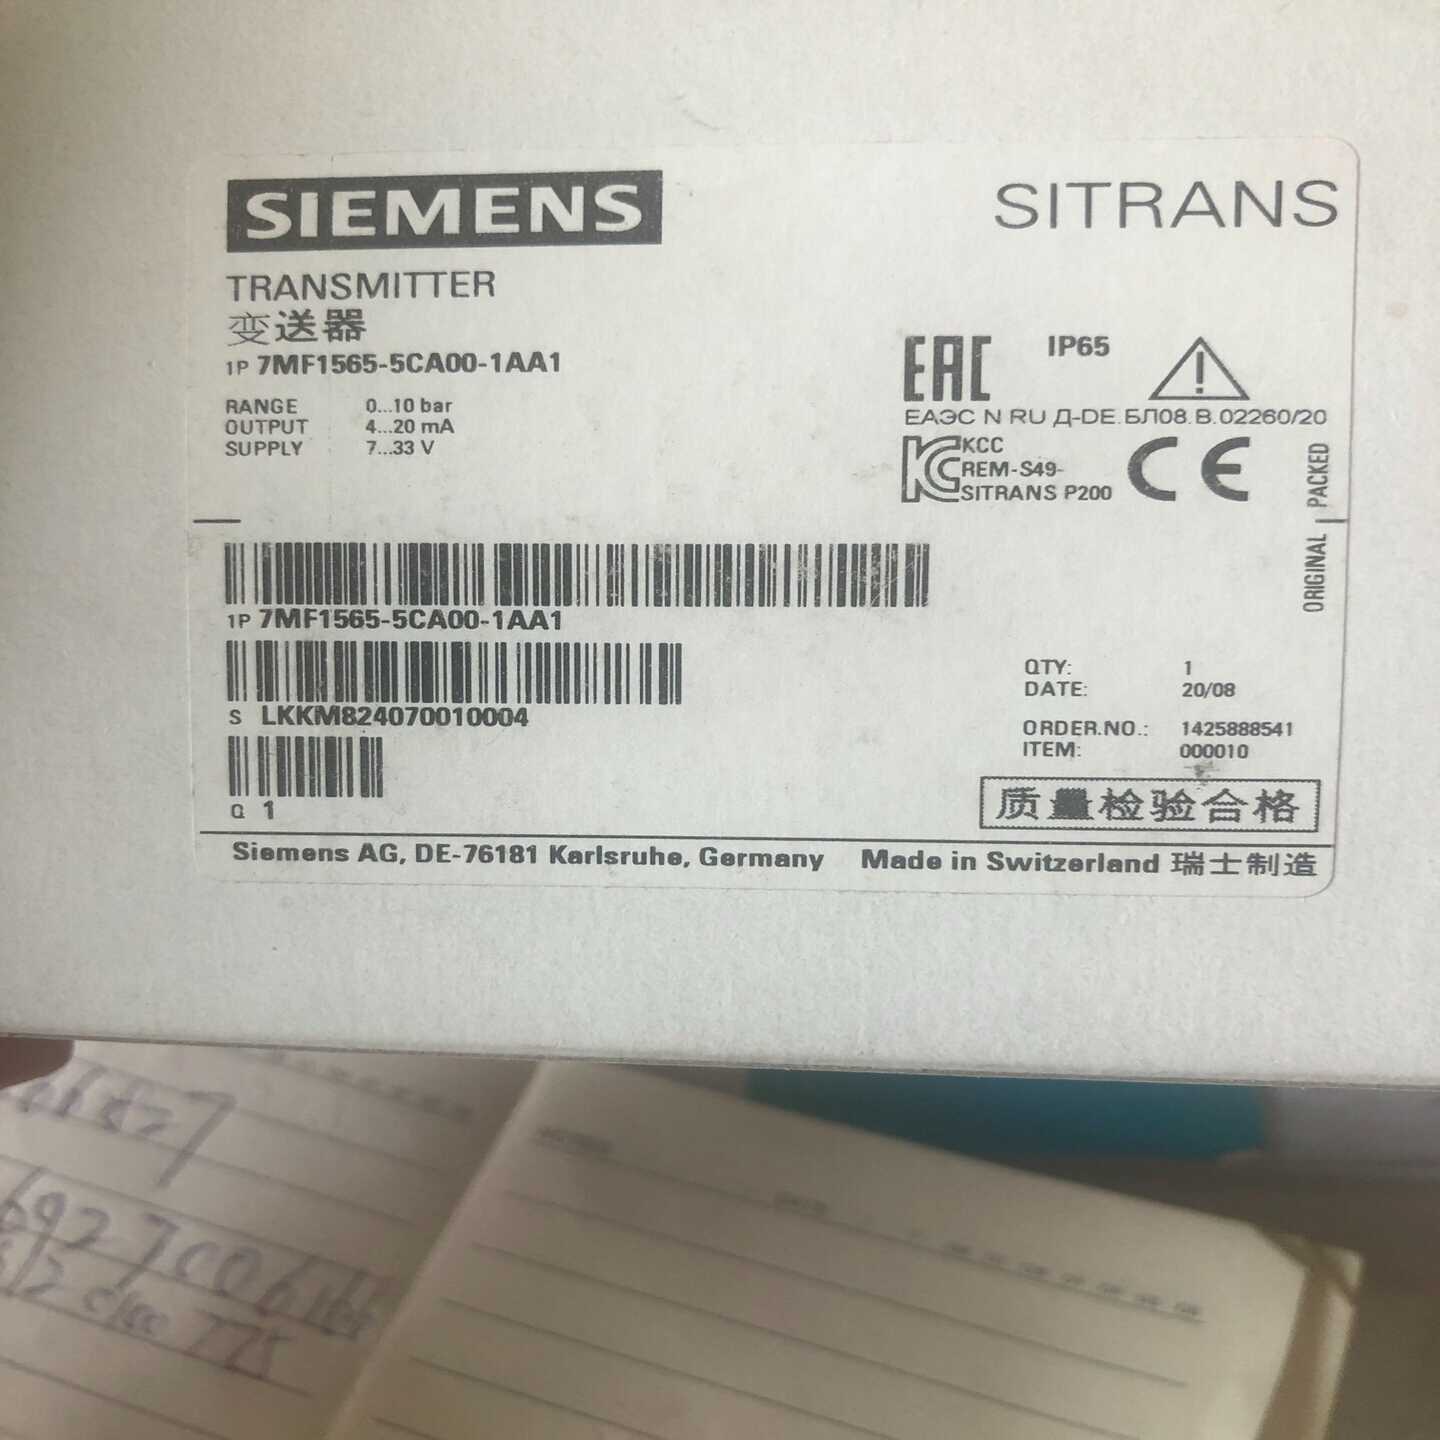 SIEMENS
SITRANS
TRANSMITTER
变送器
1P 7MF1565-5CA00-1AA1
RANGE 0...10 bar
OUTPUT 4...20 mA
SUPPLY 7...33 V
EAC IP65
ЕАЭС N RU Д-DE.БЛ08.В.02260/20
KCC
REM-S49-
SITRANS P200
CE
ORIGINAL PACKED
1P 7MF1565-5CA00-1AA1
S LKKM824070010004
Q 1
QTY: 1
DATE: 20/08
ORDER.NO.: 1425888541
ITEM: 000010
质量检验合格
Siemens AG, DE-76181 Karlsruhe, Germany Made in Switzerland 瑞士制造